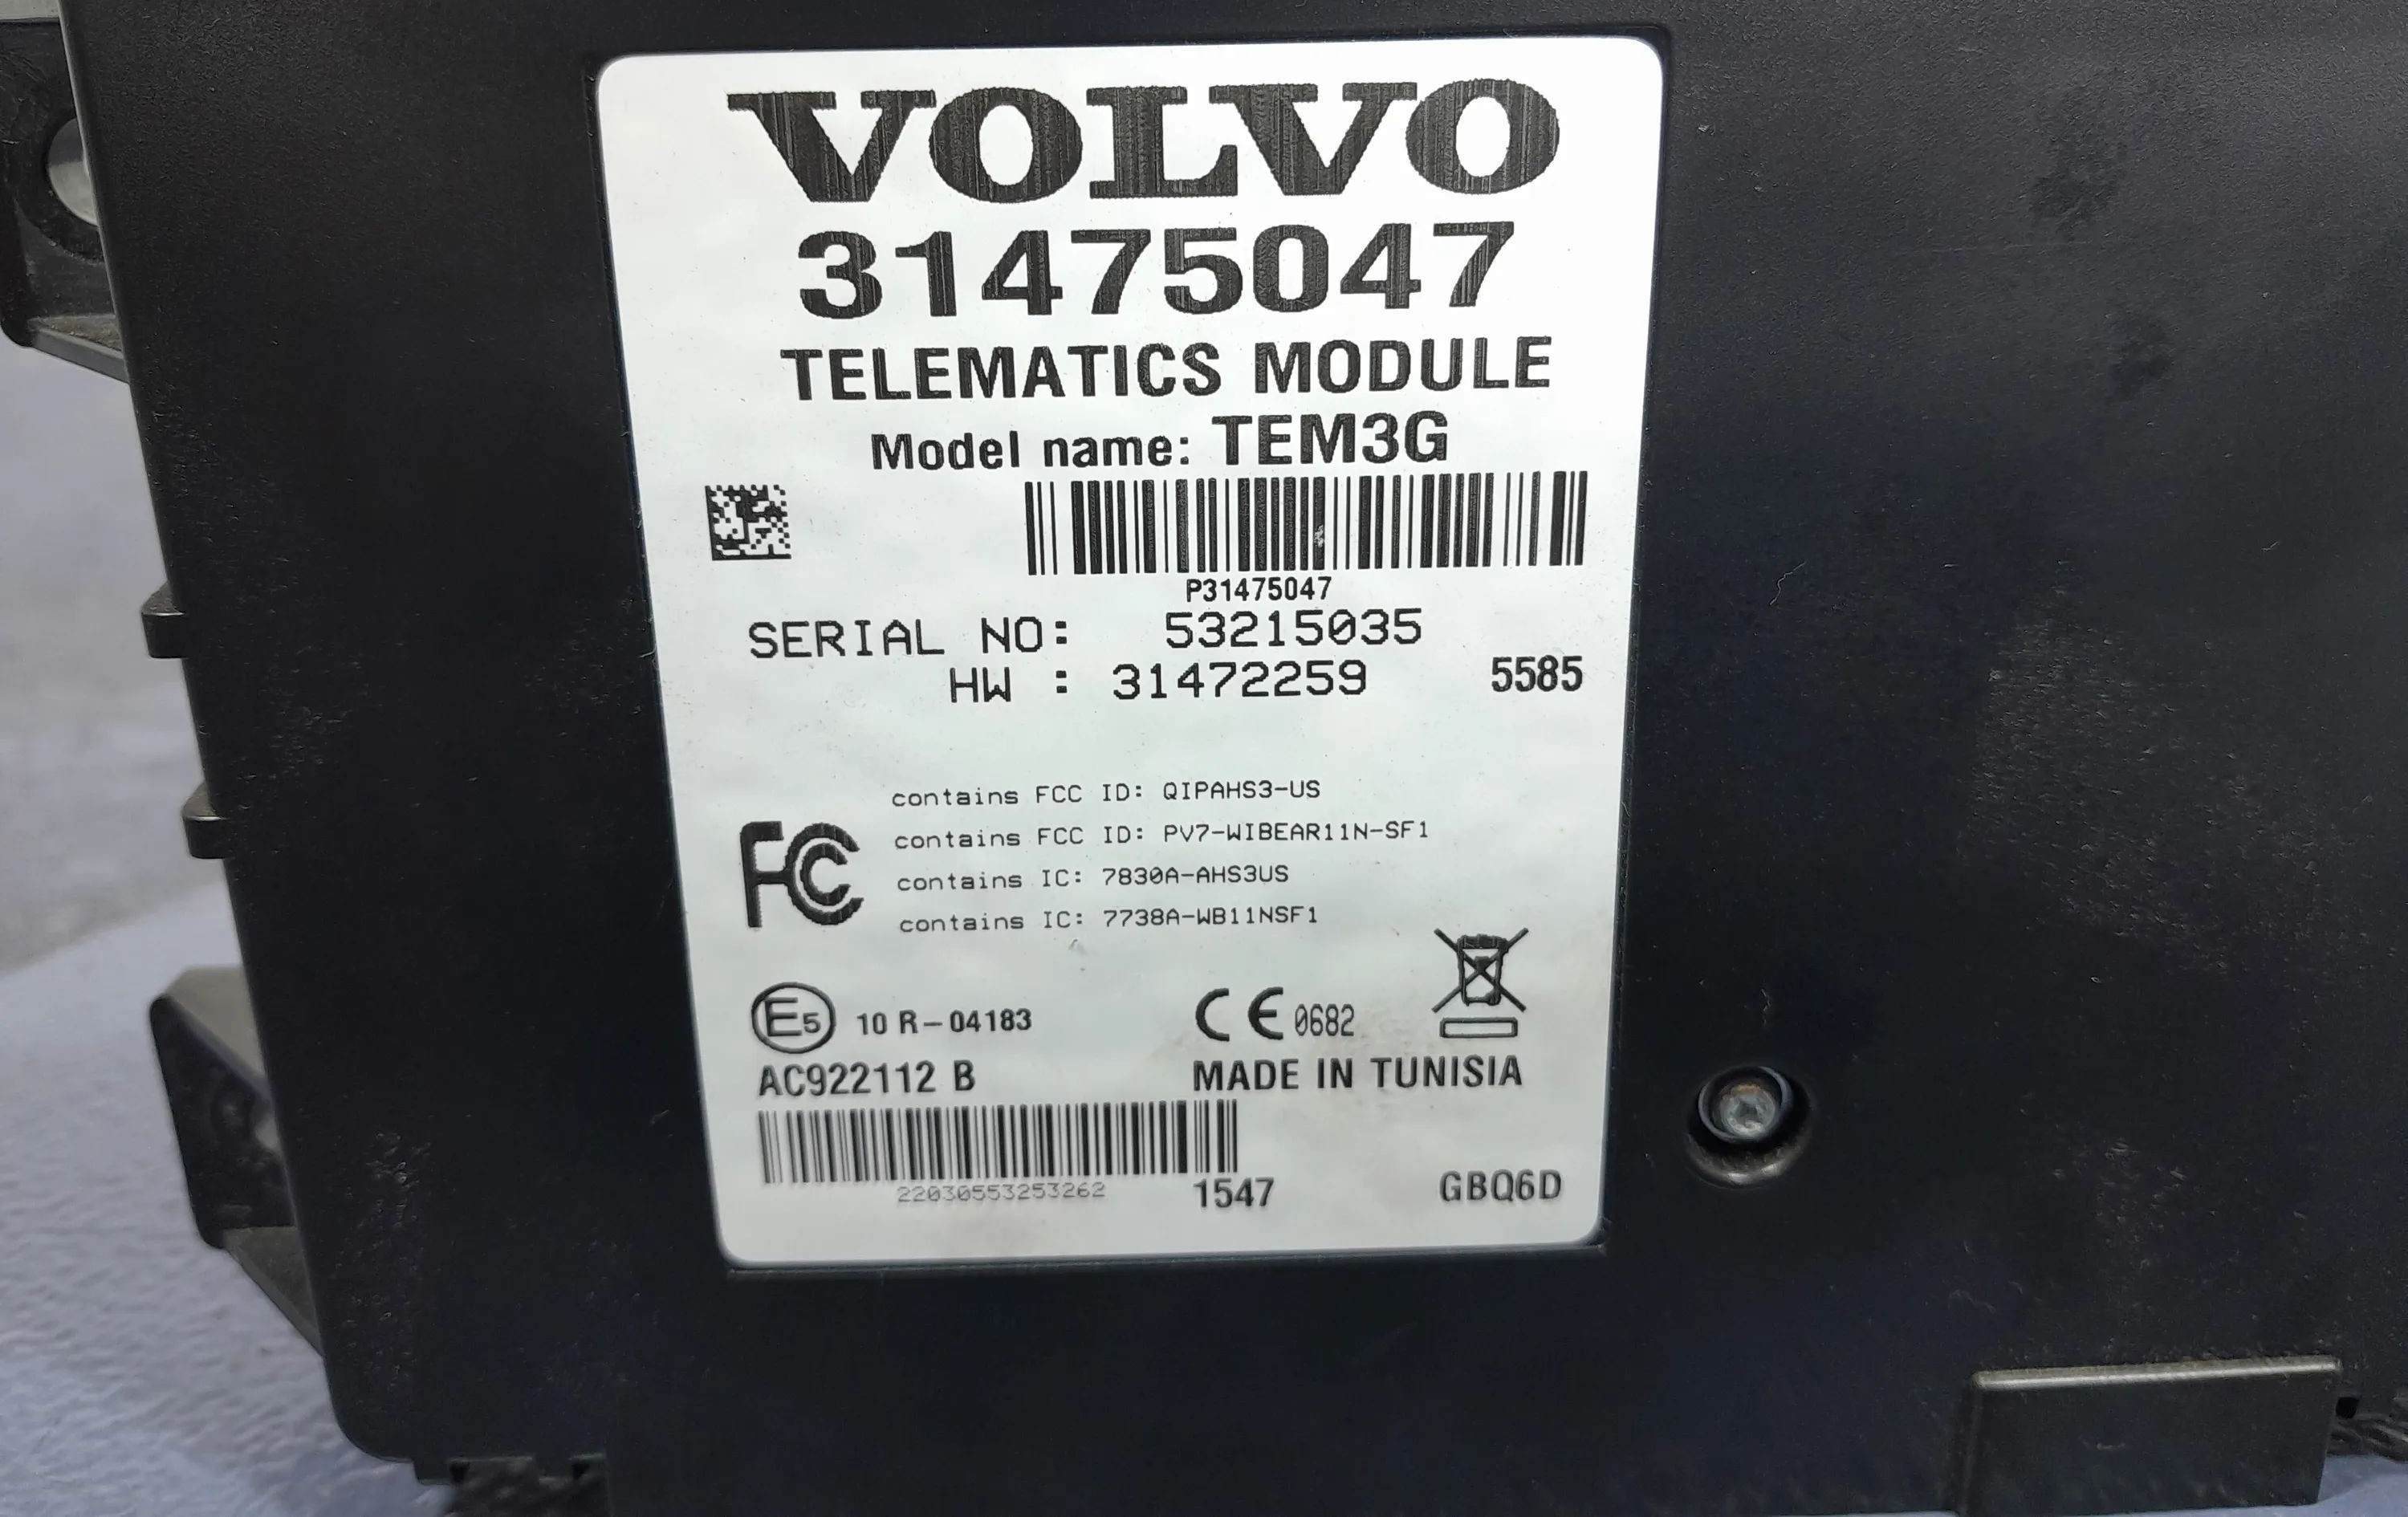 VOLVO
31475047
TELEMATICS MODULE
Model name: TEM3G
P31475047
SERIAL NO: 53215035
HW : 31472259 5585
contains FCC ID: QIPAHS3-US
contains FCC ID: PV7-WIBEAR11N-SF1
contains IC: 7830A-AHS3US
contains IC: 7738A-WB11NSF1
FC
E5 10 R-04183 CE 0682
AC922112 B MADE IN TUNISIA
22030553253262 1547 GBQ6D